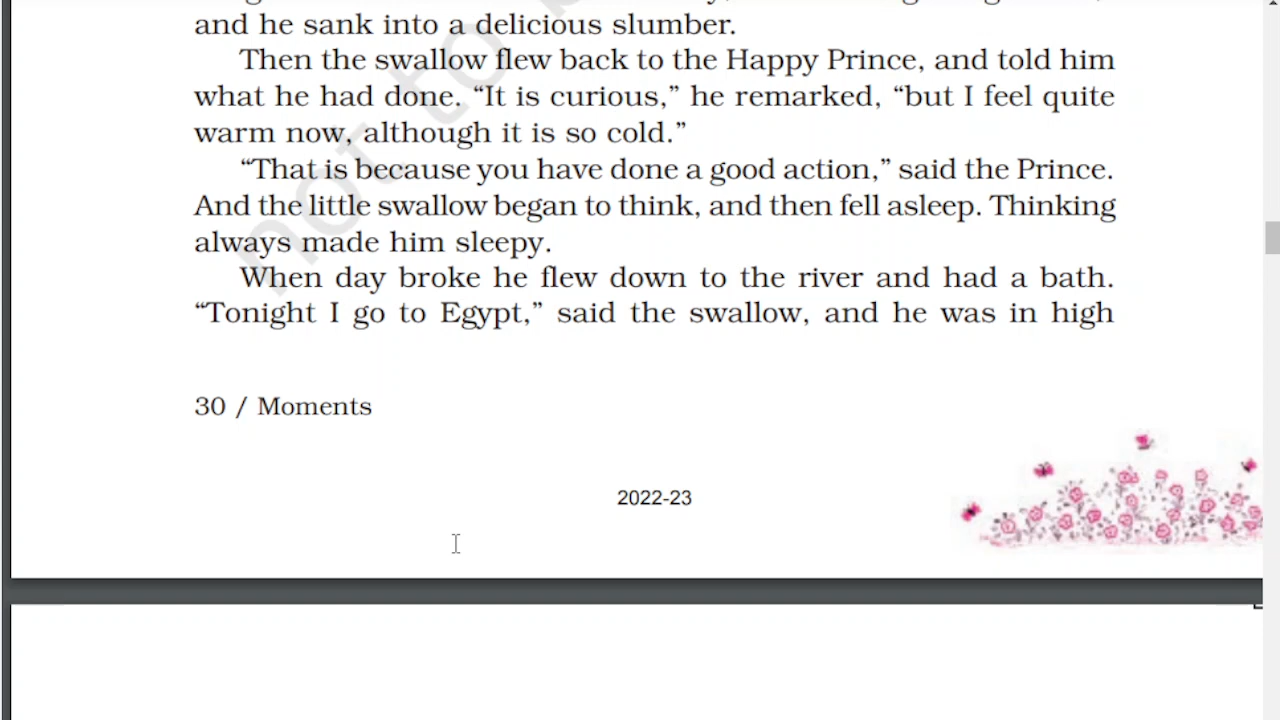 and he sank into a delicious slumber.
Then the swallow flew back to the Happy Prince, and told him
what he had done. “It is curious,” he remarked, “but I feel quite
warm now, although it is so cold.”
“That is because you have done a good action,” said the Prince.
And the little swallow began to think, and then fell asleep. Thinking
always made him sleepy.
When day broke he flew down to the river and had a bath.
“Tonight I go to Egypt,” said the swallow, and he was in high
30 / Moments
2022-23
not to b